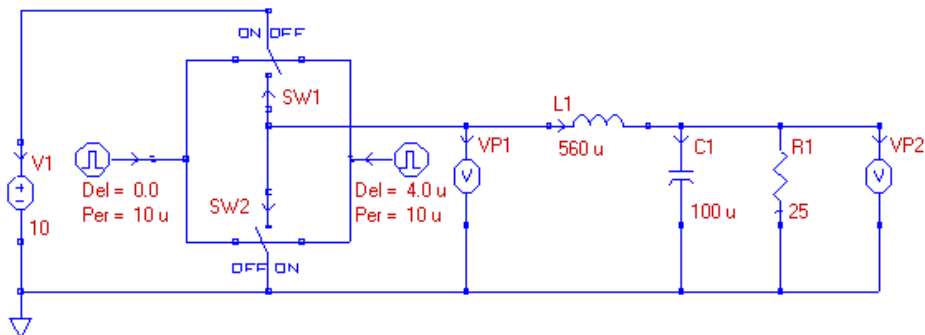 ON OFF
SW1
V1
10
Del = 0.0
Per = 10 u
SW2
Del = 4.0 u
Per = 10 u
OFF ON
VP1
V
L1
560 u
C1
100 u
R1
25
VP2
V